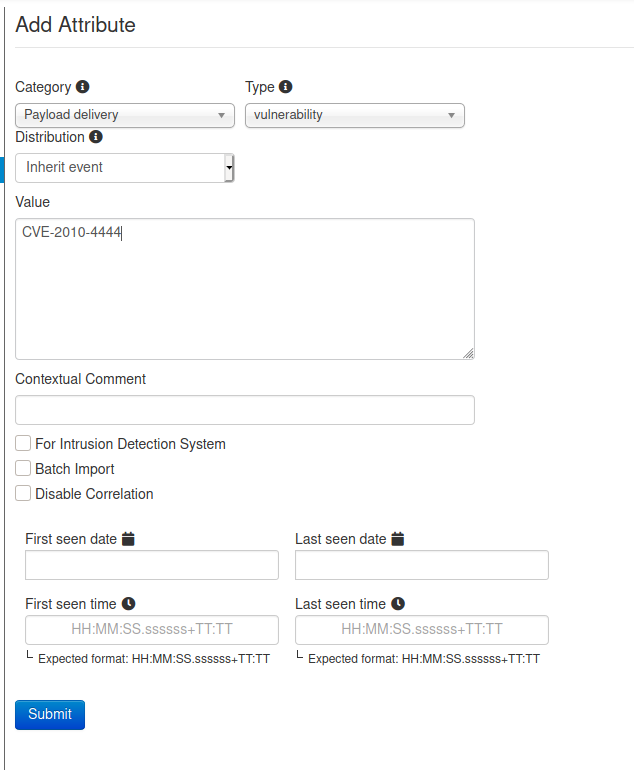 Add Attribute
Category Type
Payload delivery vulnerability
Distribution
Inherit event
Value
CVE-2010-4444
Contextual Comment
For Intrusion Detection System
Batch Import
Disable Correlation
First seen date Last seen date
First seen time Last seen time
HH:MM:SS.ssssss+TT:TT HH:MM:SS.ssssss+TT:TT
Expected format: HH:MM:SS.ssssss+TT:TT Expected format: HH:MM:SS.ssssss+TT:TT
Submit